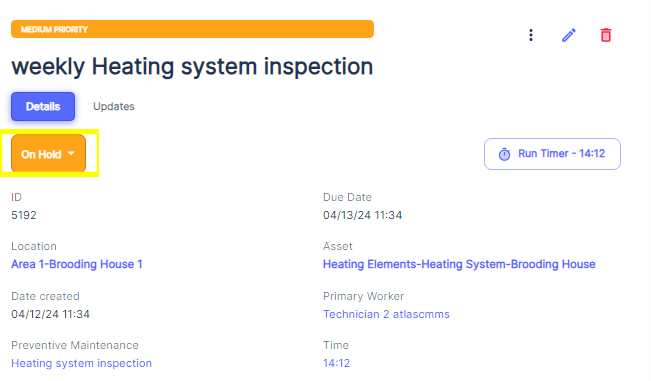 MEDIUM PRIORITY
weekly Heating system inspection
Details
Updates
On Hold
Run Timer - 14:12
ID
5192
Due Date
04/13/24 11:34
Location
Area 1-Brooding House 1
Asset
Heating Elements-Heating System-Brooding House
Date created
04/12/24 11:34
Primary Worker
Technician 2 atlascmms
Preventive Maintenance
Heating system inspection
Time
14:12